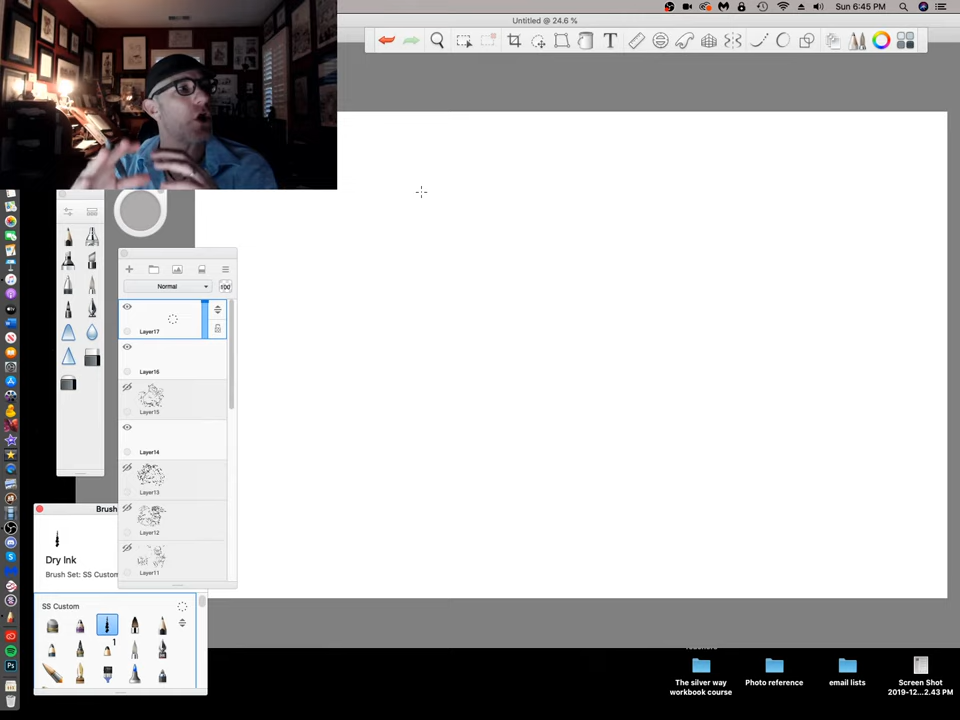 Sun 6:45 PM
Untitled @ 24.6 %
T
Normal
100
Layer17
Layer16
Layer15
Layer14
Layer13
Layer12
Layer11
Brush
Dry Ink
Brush Set: SS Custom
SS Custom
1
Ps
The silver way
workbook course
Photo reference
email lists
Screen Shot
2019-12...2.43 PM